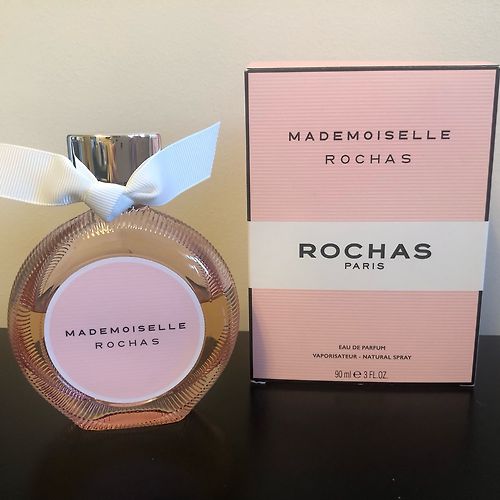 MADEMOISELLE
ROCHAS
MADEMOISELLE
ROCHAS
ROCHAS
PARIS
EAU DE PARFUM
VAPORISATEUR - NATURAL SPRAY
90 ml ℮ 3 FL.OZ.